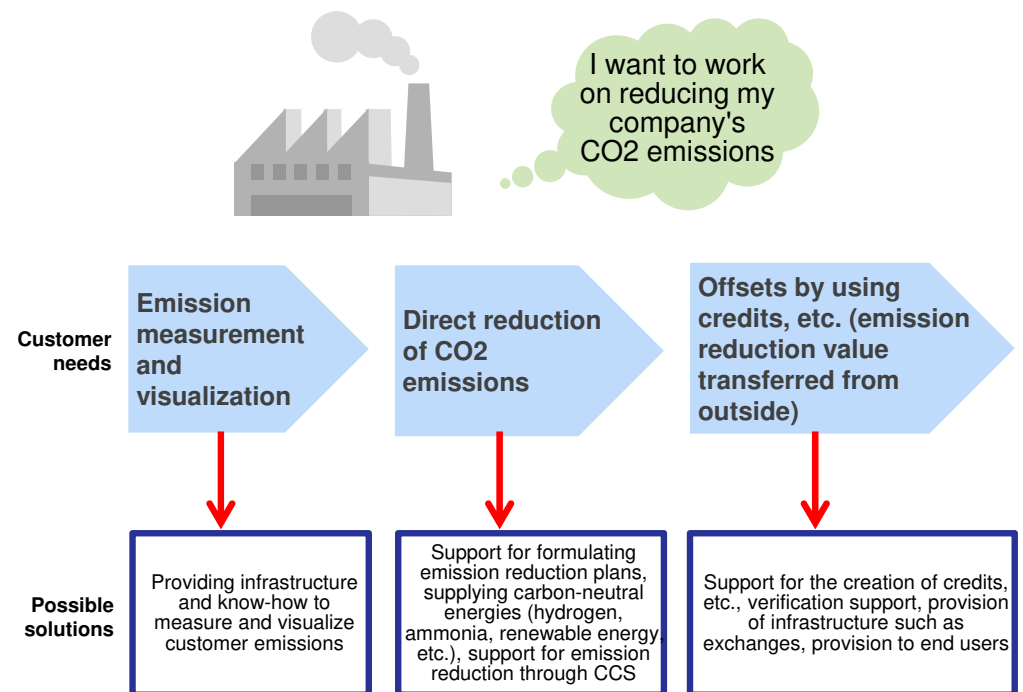 I want to work
on reducing my
company's
CO2 emissions
Customer
needs
Emission
measurement
and
visualization
Direct reduction
of CO2
emissions
Offsets by using
credits, etc. (emission
reduction value
transferred from
outside)
Possible
solutions
Providing infrastructure
and know-how to
measure and visualize
customer emissions
Support for formulating
emission reduction plans,
supplying carbon-neutral
energies (hydrogen,
ammonia, renewable energy,
etc.), support for emission
reduction through CCS
Support for the creation of credits,
etc., verification support, provision
of infrastructure such as
exchanges, provision to end users